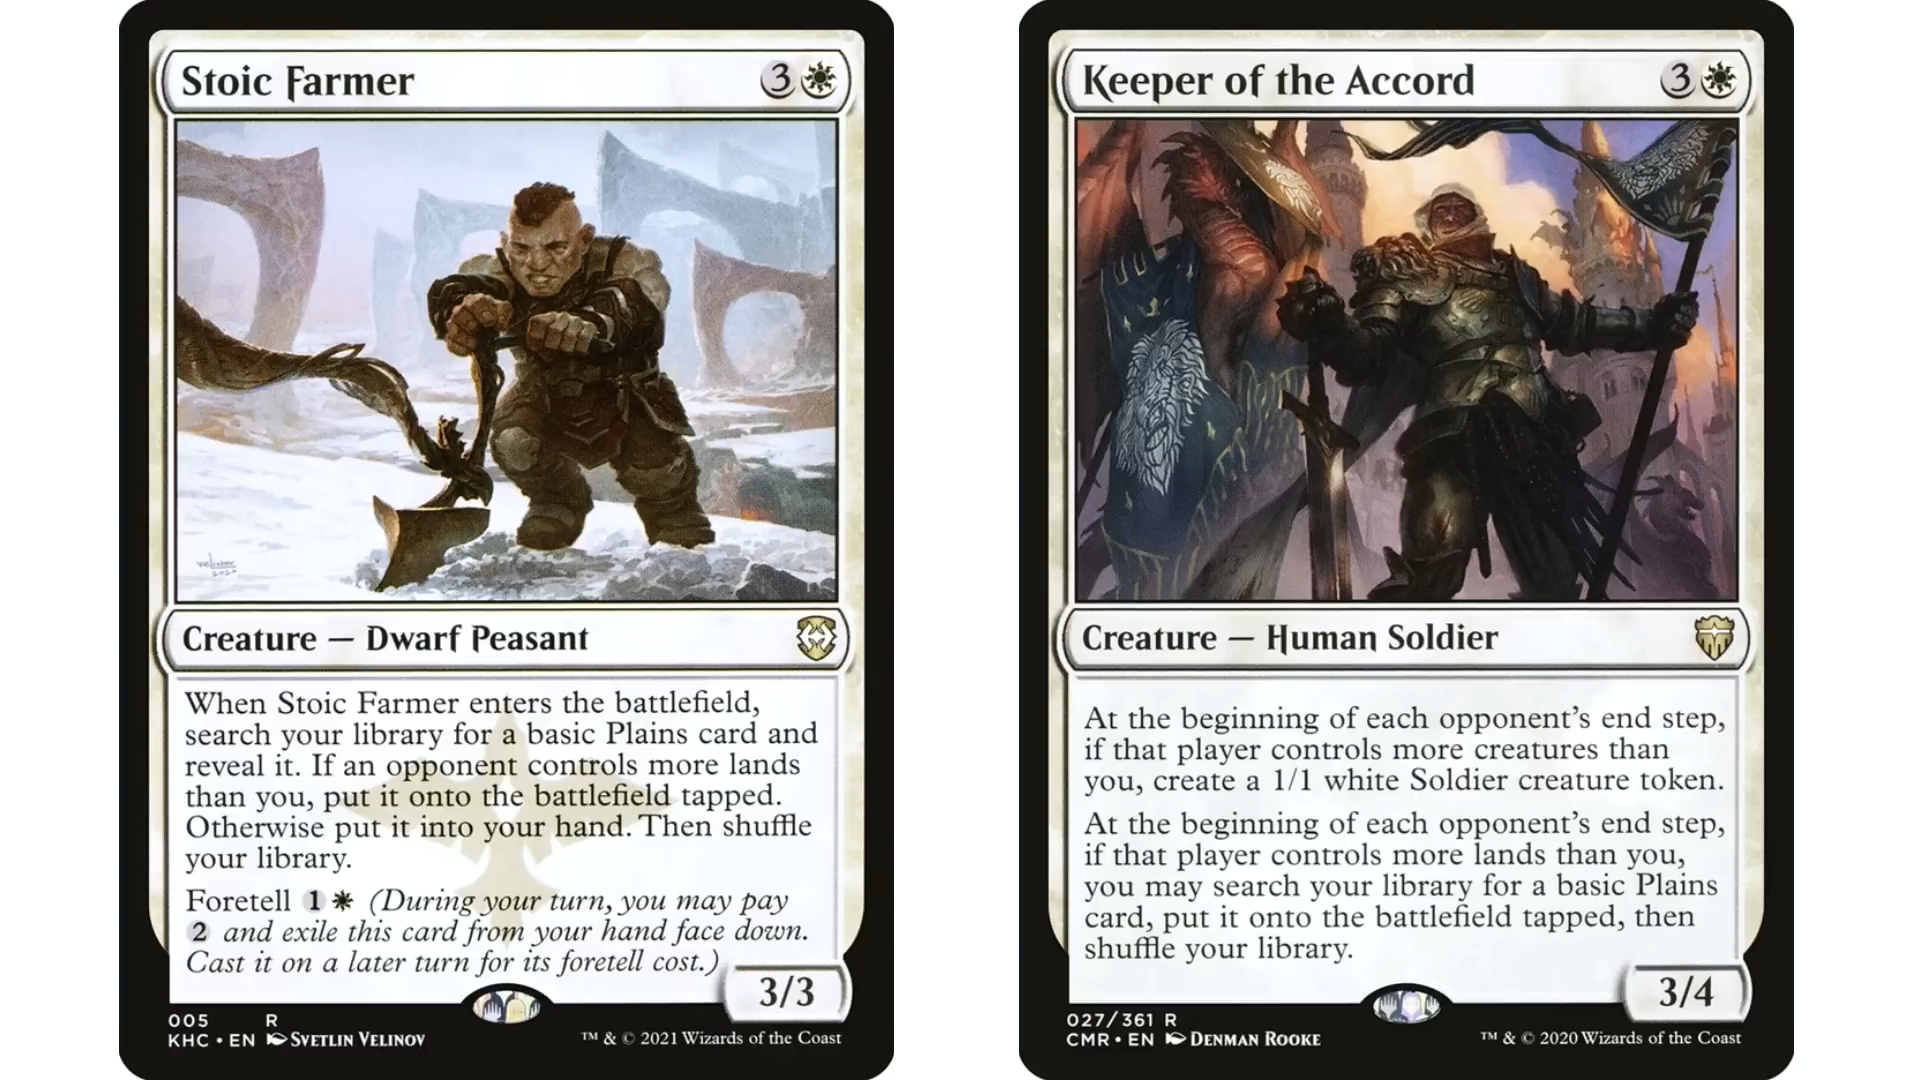 Stoic Farmer
3
Creature — Dwarf Peasant
When Stoic Farmer enters the battlefield,
search your library for a basic Plains card and
reveal it. If an opponent controls more lands
than you, put it onto the battlefield tapped.
Otherwise put it into your hand. Then shuffle
your library.
Foretell 1 (During your turn, you may pay
2 and exile this card from your hand face down.
Cast it on a later turn for its foretell cost.)
3/3
005 R
KHC • EN Svetlin Velinov
™ & © 2021 Wizards of the Coast
Keeper of the Accord
3
Creature — Human Soldier
At the beginning of each opponent's end step,
if that player controls more creatures than
you, create a 1/1 white Soldier creature token.
At the beginning of each opponent's end step,
if that player controls more lands than you,
you may search your library for a basic Plains
card, put it onto the battlefield tapped, then
shuffle your library.
3/4
027/361 R
CMR • EN Denman Rooke
™ & © 2020 Wizards of the Coast